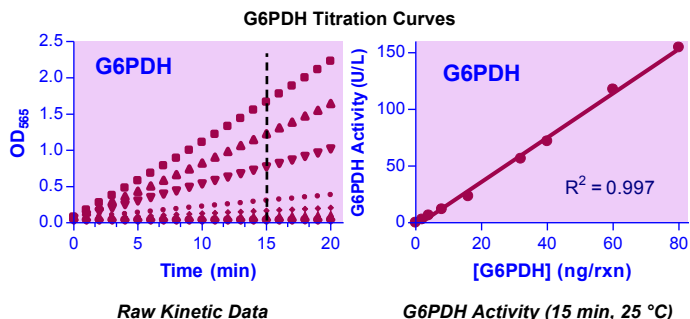 G6PDH Titration Curves
G6PDH
OD565
2.5
2.0
1.5
1.0
0.5
0.0
0 5 10 15 20
Time (min)
Raw Kinetic Data
G6PDH
G6PDH Activity (U/L)
150
100
50
0
R2 = 0.997
0 20 40 60 80
[G6PDH] (ng/rxn)
G6PDH Activity (15 min, 25 °C)